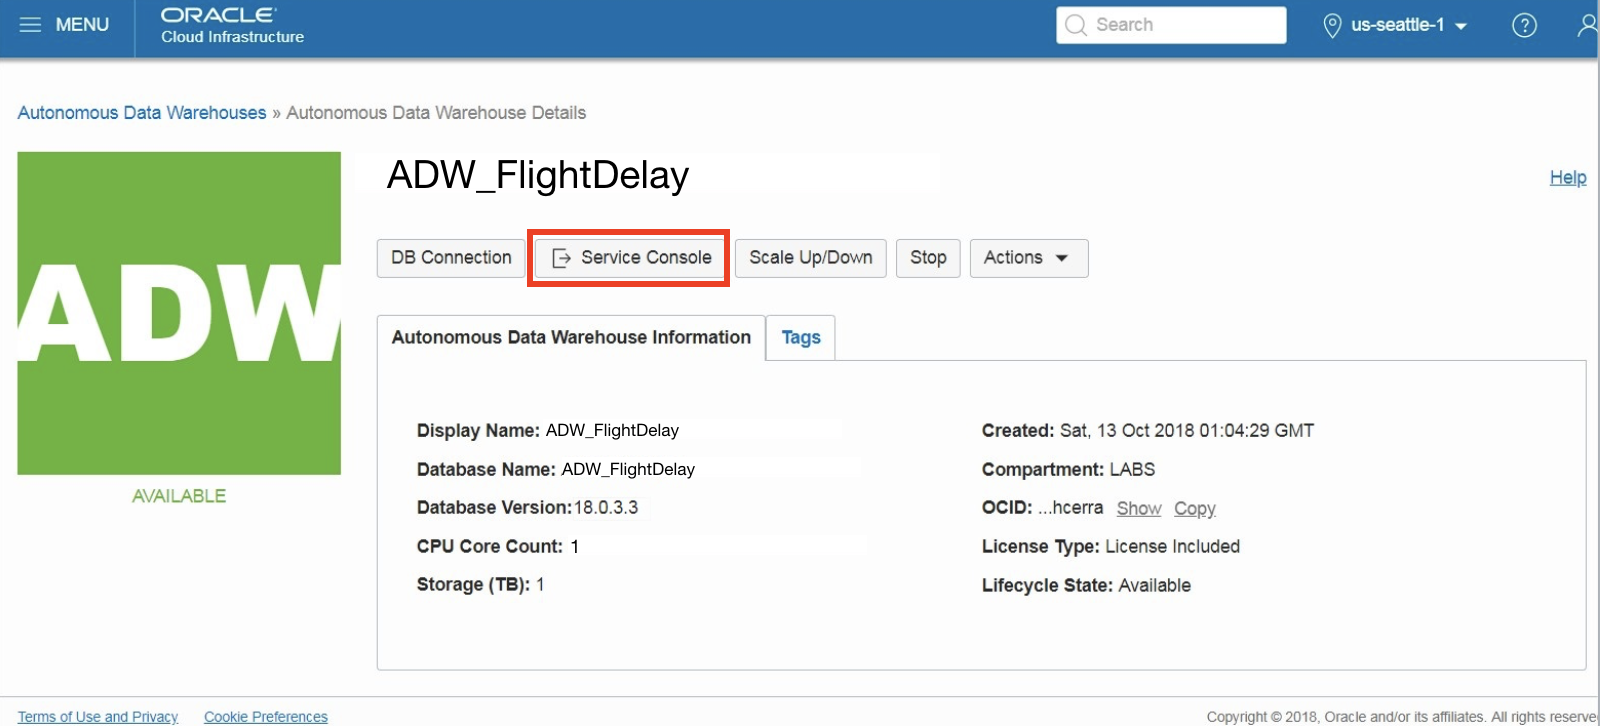 MENU
ORACLE
Cloud Infrastructure
Search
us-seattle-1
Autonomous Data Warehouses » Autonomous Data Warehouse Details
ADW
AVAILABLE
ADW_FlightDelay
Help
DB Connection Service Console Scale Up/Down Stop Actions
Autonomous Data Warehouse Information Tags
Display Name: ADW_FlightDelay
Database Name: ADW_FlightDelay
Database Version:18.0.3.3
CPU Core Count: 1
Storage (TB): 1
Created: Sat, 13 Oct 2018 01:04:29 GMT
Compartment: LABS
OCID: ...hcerra Show Copy
License Type: License Included
Lifecycle State: Available
Terms of Use and Privacy Cookie Preferences
Copyright © 2018, Oracle and/or its affiliates. All rights reserve